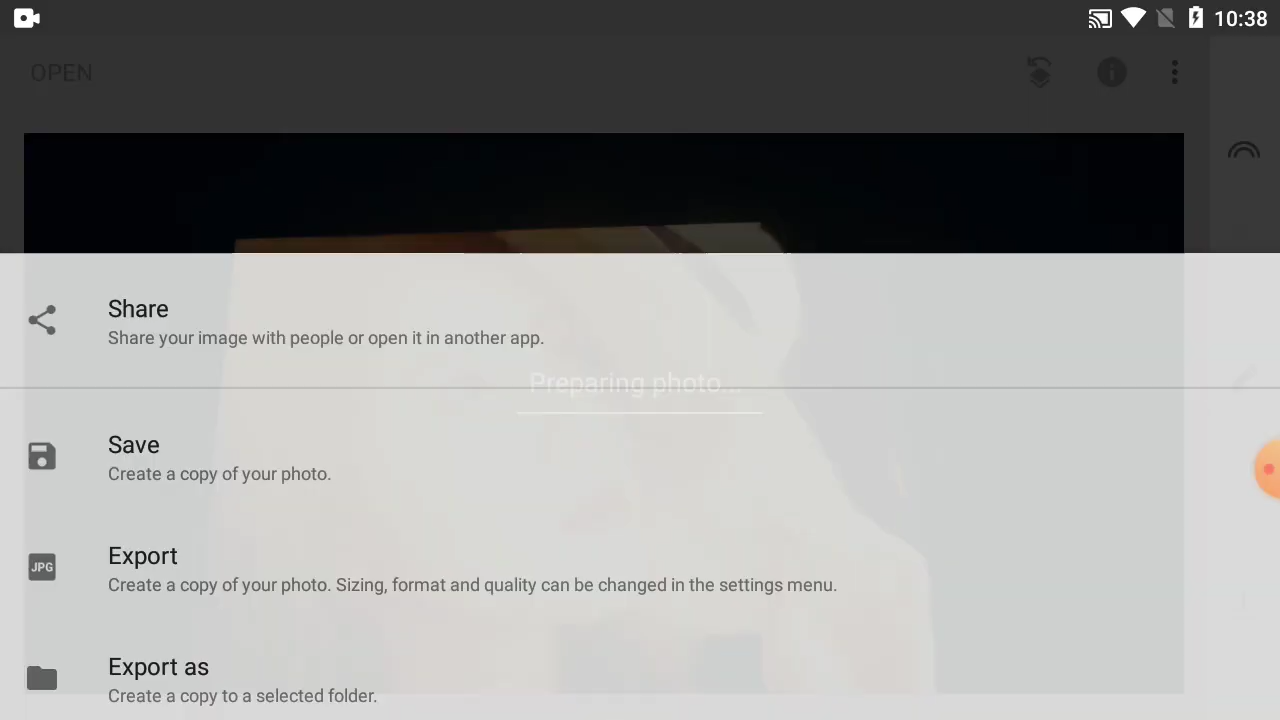 10:38
OPEN
Share
Share your image with people or open it in another app.
Preparing photo...
Save
Create a copy of your photo.
Export
JPG
Create a copy of your photo. Sizing, format and quality can be changed in the settings menu.
Export as
Create a copy to a selected folder.